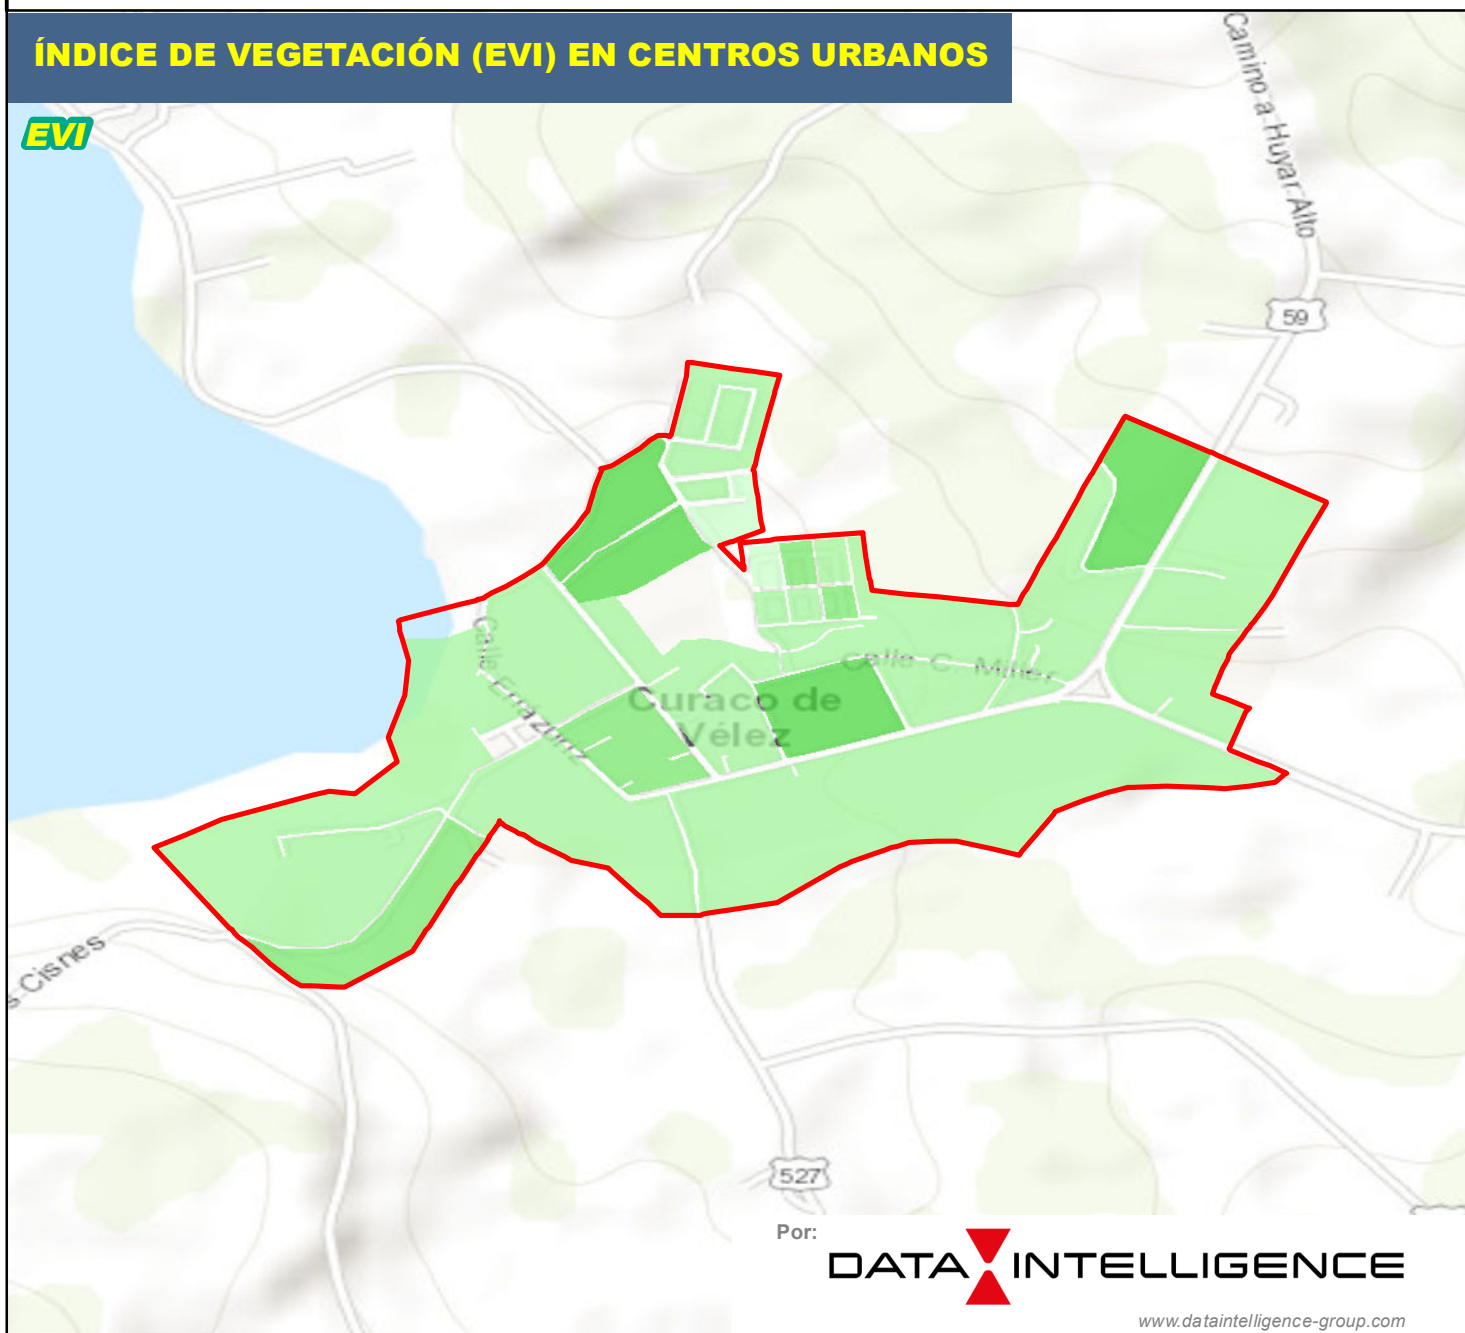 ÍNDICE DE VEGETACIÓN (EVI) EN CENTROS URBANOS
EVI
Camino a Huyar Alto
59
Calle Errázuriz
Calle C. Miller
Curaco de
Vélez
s Cisnes
527
Por:
DATA INTELLIGENCE
www.dataintelligence-group.com